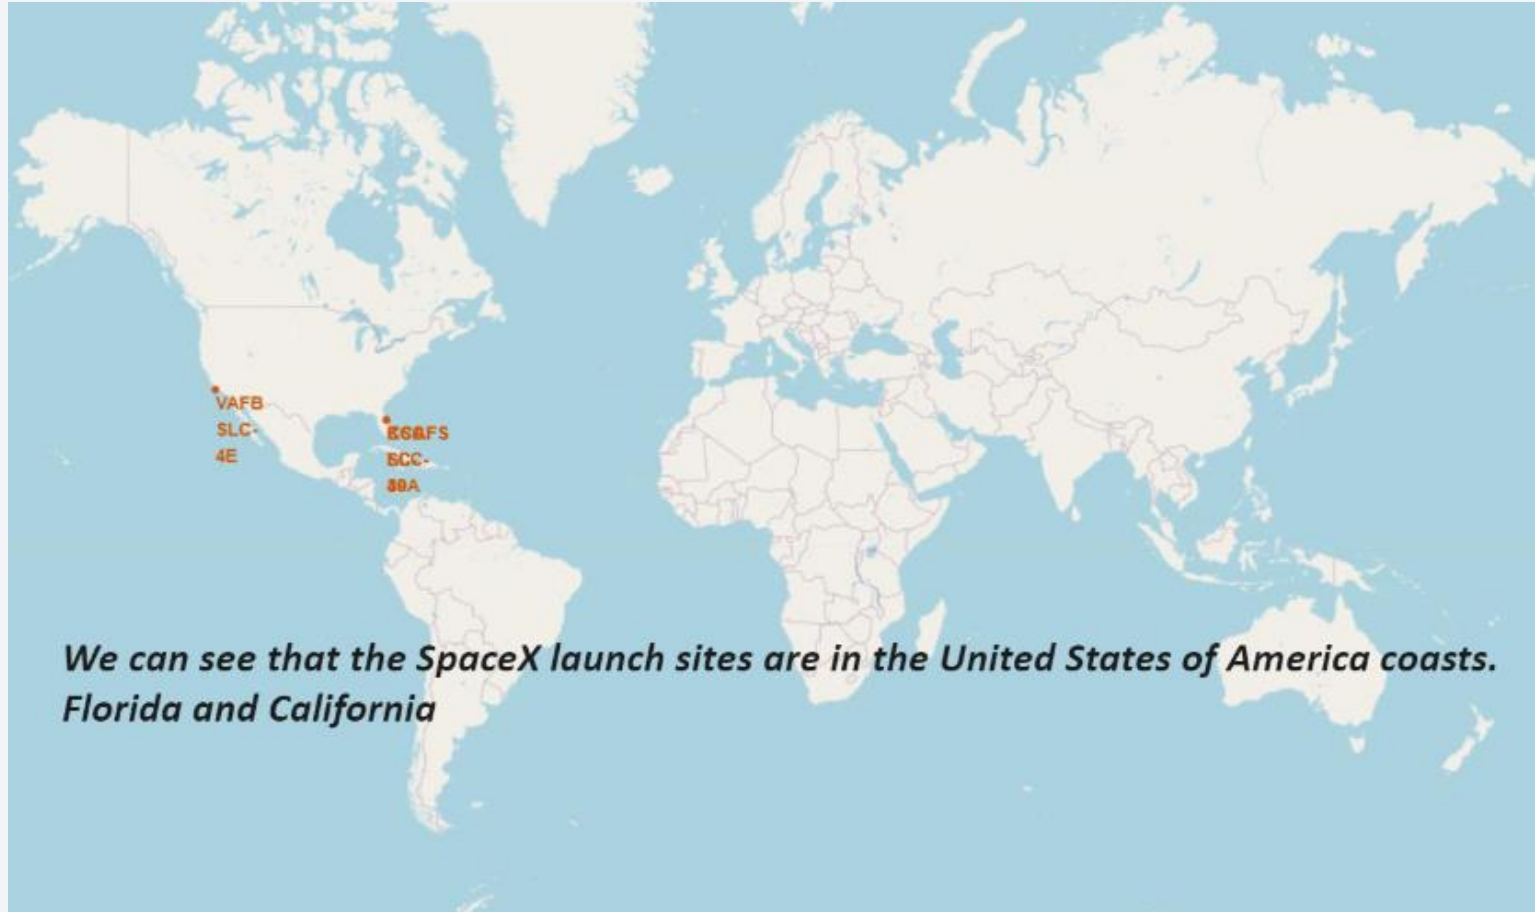 VAFB
SLC-
4E
We can see that the SpaceX launch sites are in the United States of America coasts.
Florida and California